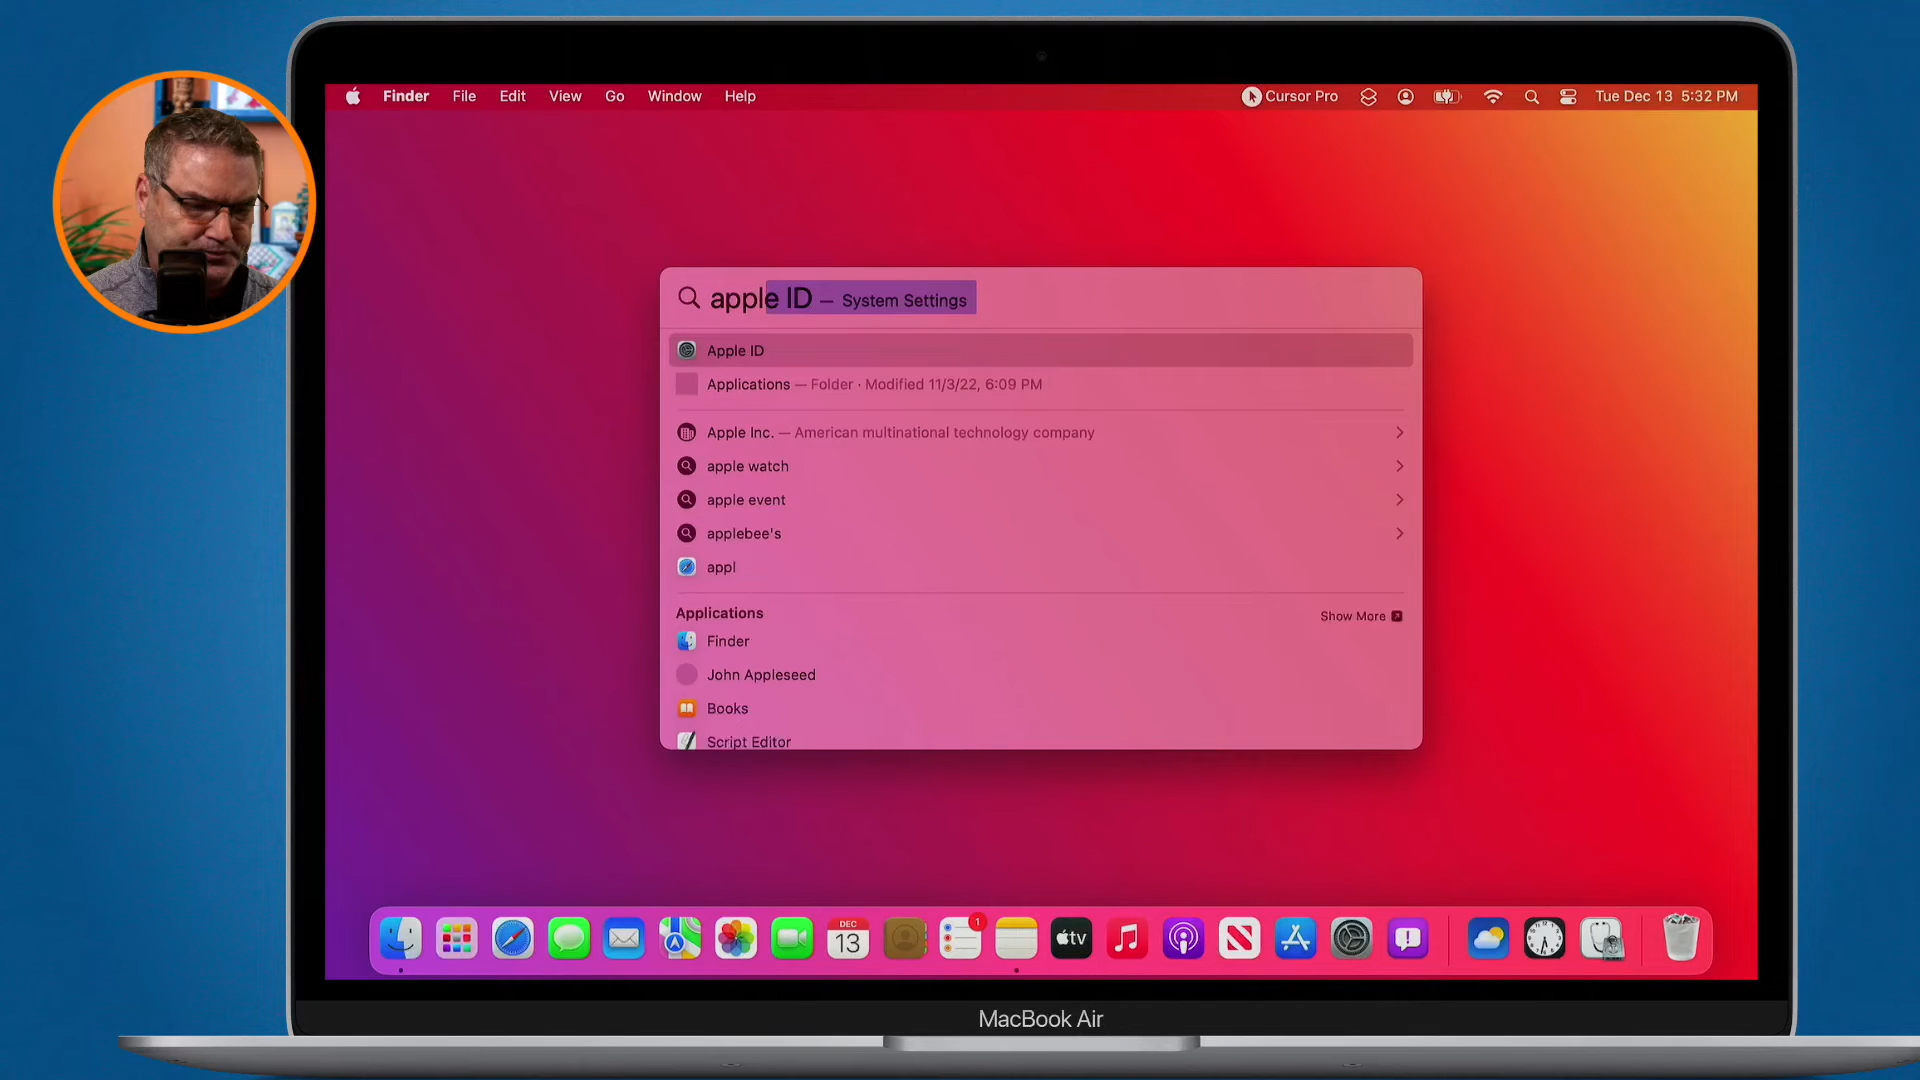 Finder File Edit View Go Window Help Cursor Pro Tue Dec 13 5:32 PM
apple ID — System Settings
Apple ID
Applications — Folder · Modified 11/3/22, 6:09 PM
Apple Inc. — American multinational technology company
apple watch
apple event
applebee's
appl
Applications Show More
Finder
John Appleseed
Books
Script Editor
DEC
13
1
tv
MacBook Air